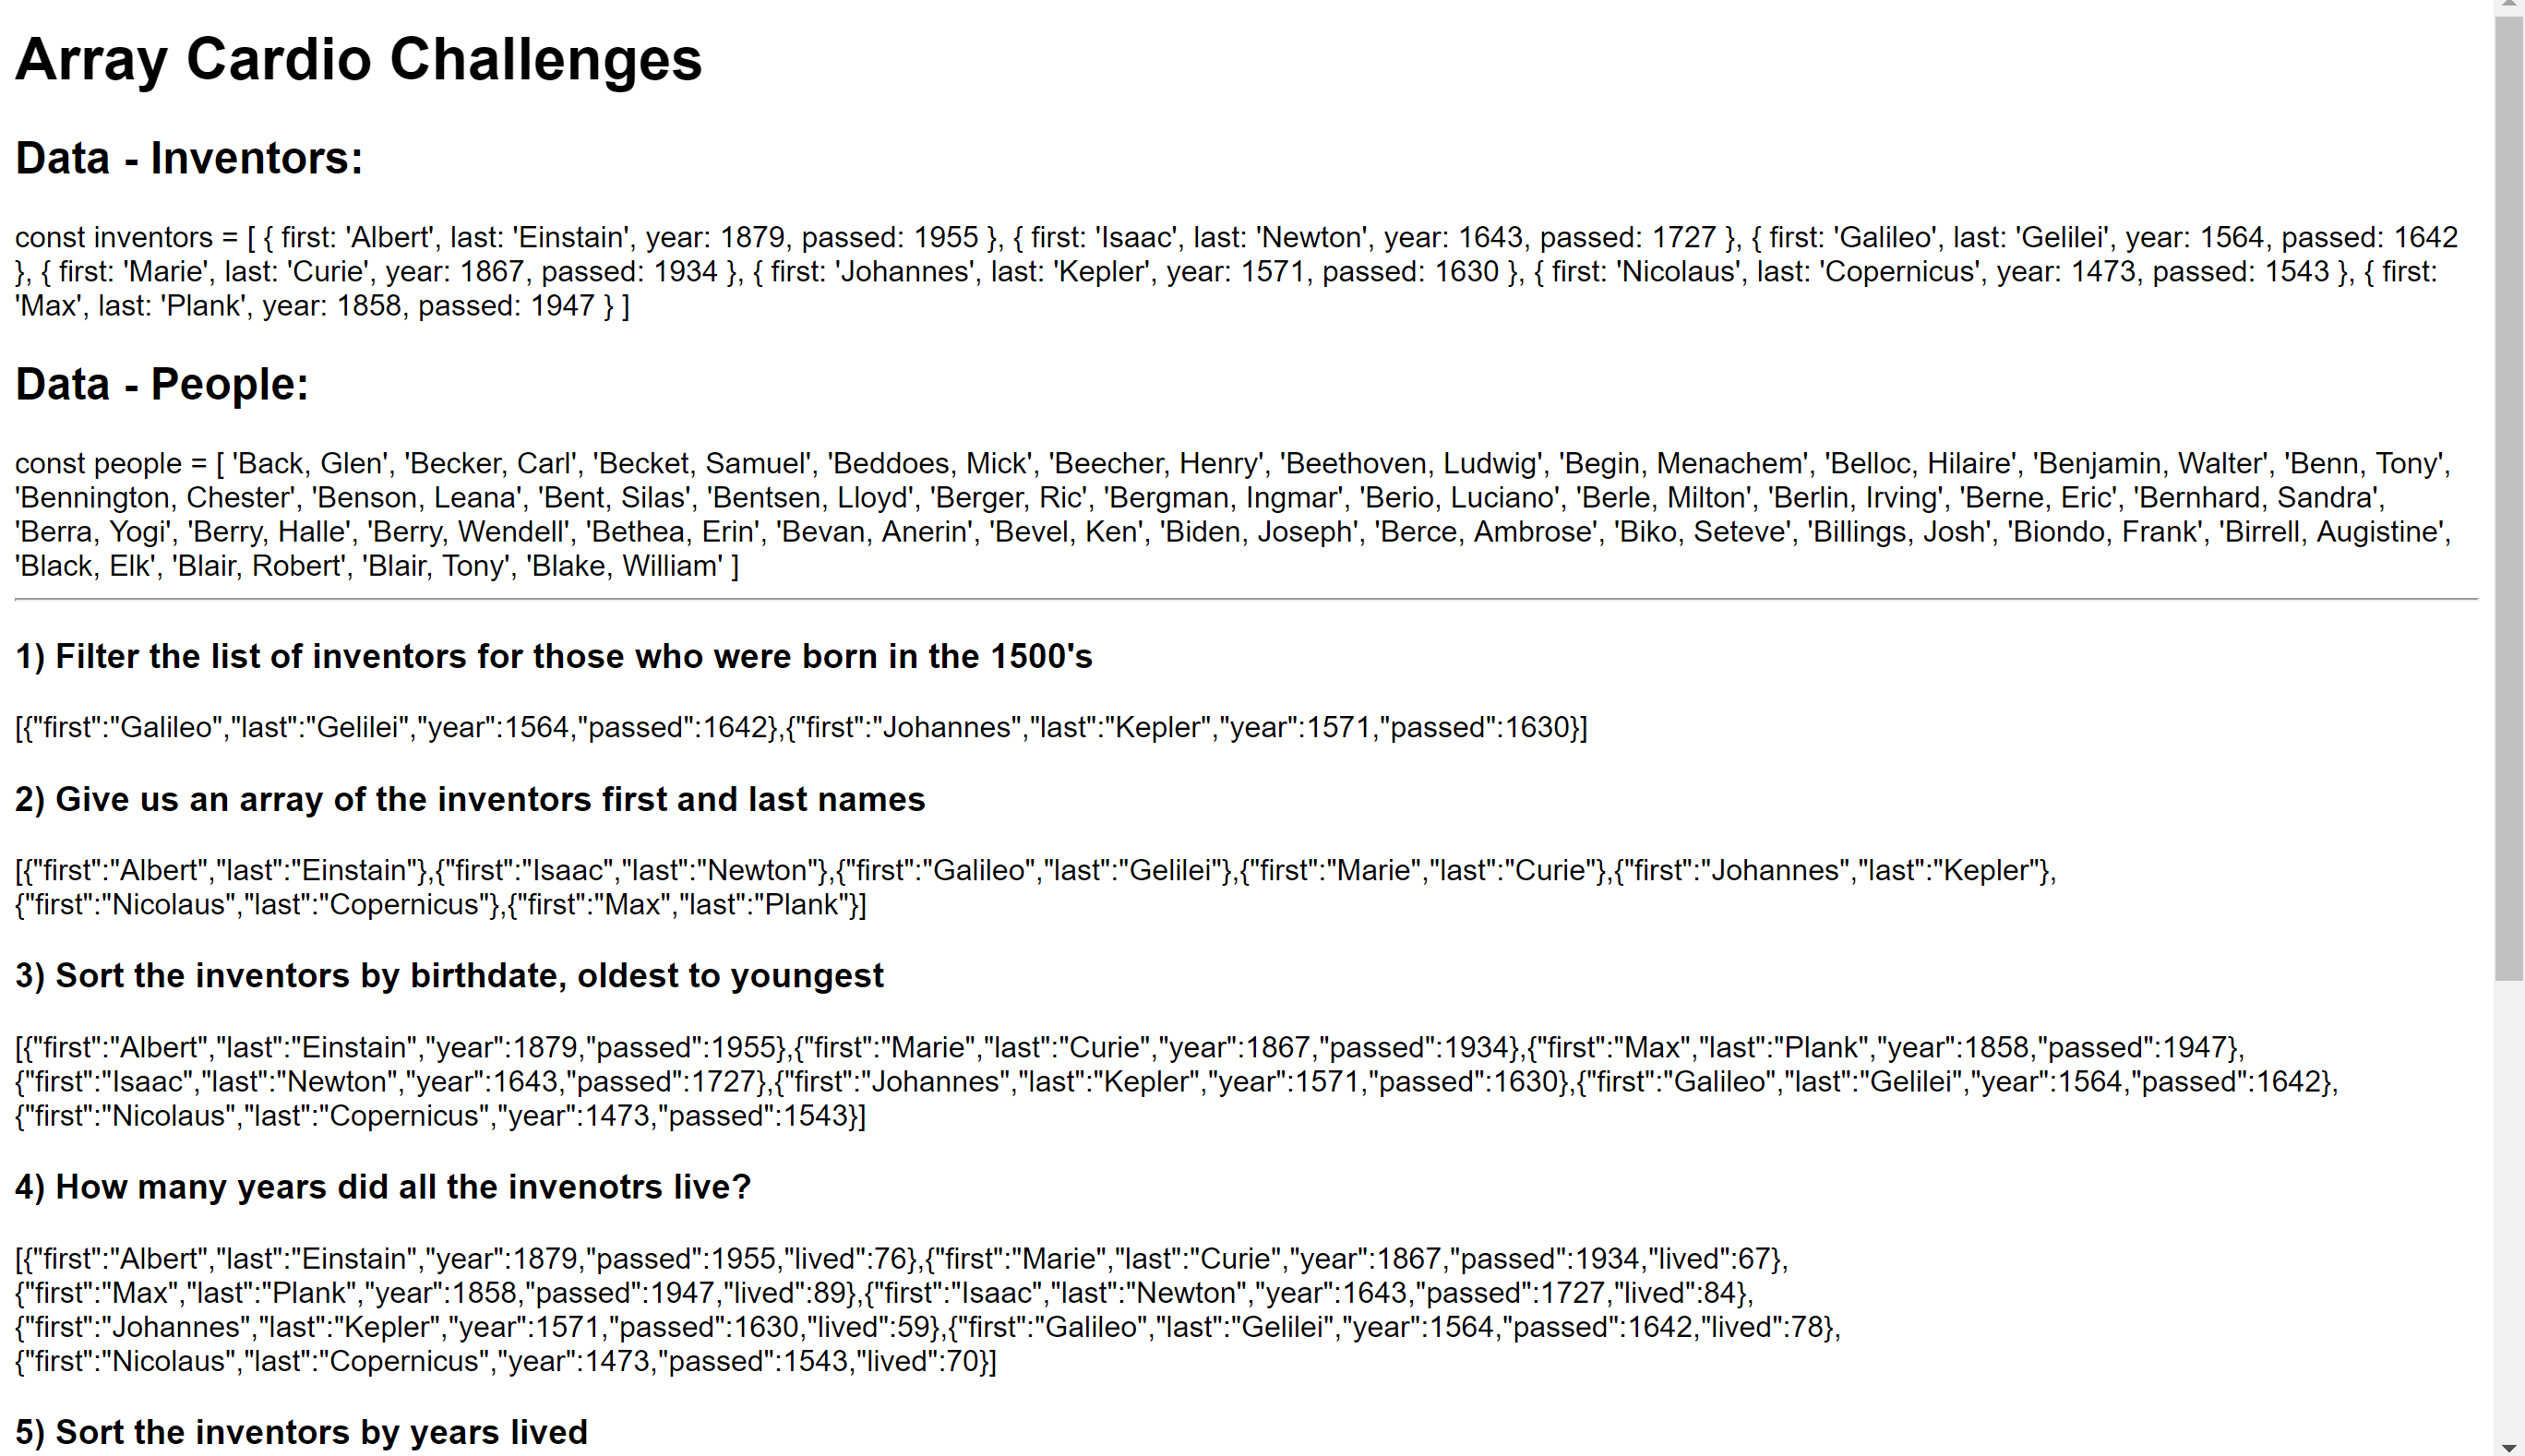 Array Cardio Challenges
Data - Inventors:
const inventors = [ { first: 'Albert', last: 'Einstain', year: 1879, passed: 1955 }, { first: 'Isaac', last: 'Newton', year: 1643, passed: 1727 }, { first: 'Galileo', last: 'Gelilei', year: 1564, passed: 1642
}, { first: 'Marie', last: 'Curie', year: 1867, passed: 1934 }, { first: 'Johannes', last: 'Kepler', year: 1571, passed: 1630 }, { first: 'Nicolaus', last: 'Copernicus', year: 1473, passed: 1543 }, { first:
'Max', last: 'Plank', year: 1858, passed: 1947 } ]
Data - People:
const people = [ 'Back, Glen', 'Becker, Carl', 'Becket, Samuel', 'Beddoes, Mick', 'Beecher, Henry', 'Beethoven, Ludwig', 'Begin, Menachem', 'Belloc, Hilaire', 'Benjamin, Walter', 'Benn, Tony',
'Bennington, Chester', 'Benson, Leana', 'Bent, Silas', 'Bentsen, Lloyd', 'Berger, Ric', 'Bergman, Ingmar', 'Berio, Luciano', 'Berle, Milton', 'Berlin, Irving', 'Berne, Eric', 'Bernhard, Sandra',
'Berra, Yogi', 'Berry, Halle', 'Berry, Wendell', 'Bethea, Erin', 'Bevan, Anerin', 'Bevel, Ken', 'Biden, Joseph', 'Berce, Ambrose', 'Biko, Seteve', 'Billings, Josh', 'Biondo, Frank', 'Birrell, Augistine',
'Black, Elk', 'Blair, Robert', 'Blair, Tony', 'Blake, William' ]
1) Filter the list of inventors for those who were born in the 1500's
[{"first":"Galileo","last":"Gelilei","year":1564,"passed":1642},{"first":"Johannes","last":"Kepler","year":1571,"passed":1630}]
2) Give us an array of the inventors first and last names
[{"first":"Albert","last":"Einstain"},{"first":"Isaac","last":"Newton"},{"first":"Galileo","last":"Gelilei"},{"first":"Marie","last":"Curie"},{"first":"Johannes","last":"Kepler"},
{"first":"Nicolaus","last":"Copernicus"},{"first":"Max","last":"Plank"}]
3) Sort the inventors by birthdate, oldest to youngest
[{"first":"Albert","last":"Einstain","year":1879,"passed":1955},{"first":"Marie","last":"Curie","year":1867,"passed":1934},{"first":"Max","last":"Plank","year":1858,"passed":1947},
{"first":"Isaac","last":"Newton","year":1643,"passed":1727},{"first":"Johannes","last":"Kepler","year":1571,"passed":1630},{"first":"Galileo","last":"Gelilei","year":1564,"passed":1642},
{"first":"Nicolaus","last":"Copernicus","year":1473,"passed":1543}]
4) How many years did all the invenotrs live?
[{"first":"Albert","last":"Einstain","year":1879,"passed":1955,"lived":76},{"first":"Marie","last":"Curie","year":1867,"passed":1934,"lived":67},
{"first":"Max","last":"Plank","year":1858,"passed":1947,"lived":89},{"first":"Isaac","last":"Newton","year":1643,"passed":1727,"lived":84},
{"first":"Johannes","last":"Kepler","year":1571,"passed":1630,"lived":59},{"first":"Galileo","last":"Gelilei","year":1564,"passed":1642,"lived":78},
{"first":"Nicolaus","last":"Copernicus","year":1473,"passed":1543,"lived":70}]
5) Sort the inventors by years lived